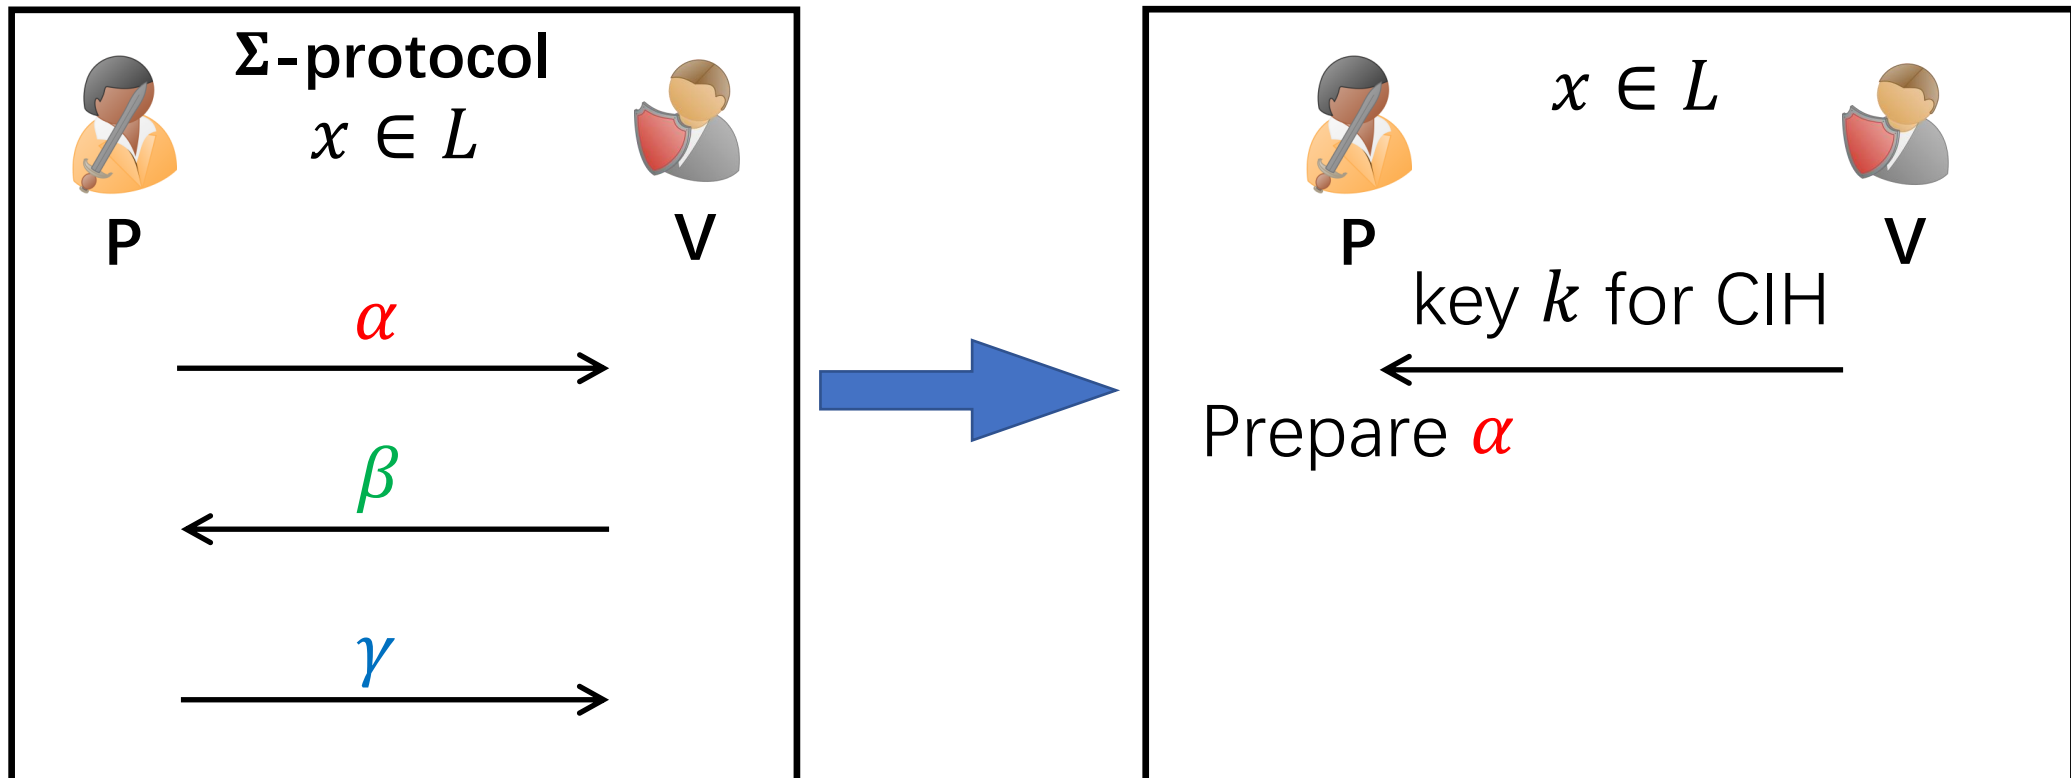 Σ-protocol
x ∈ L
P
V
α
β
γ
x ∈ L
P
V
key k for CIH
Prepare α